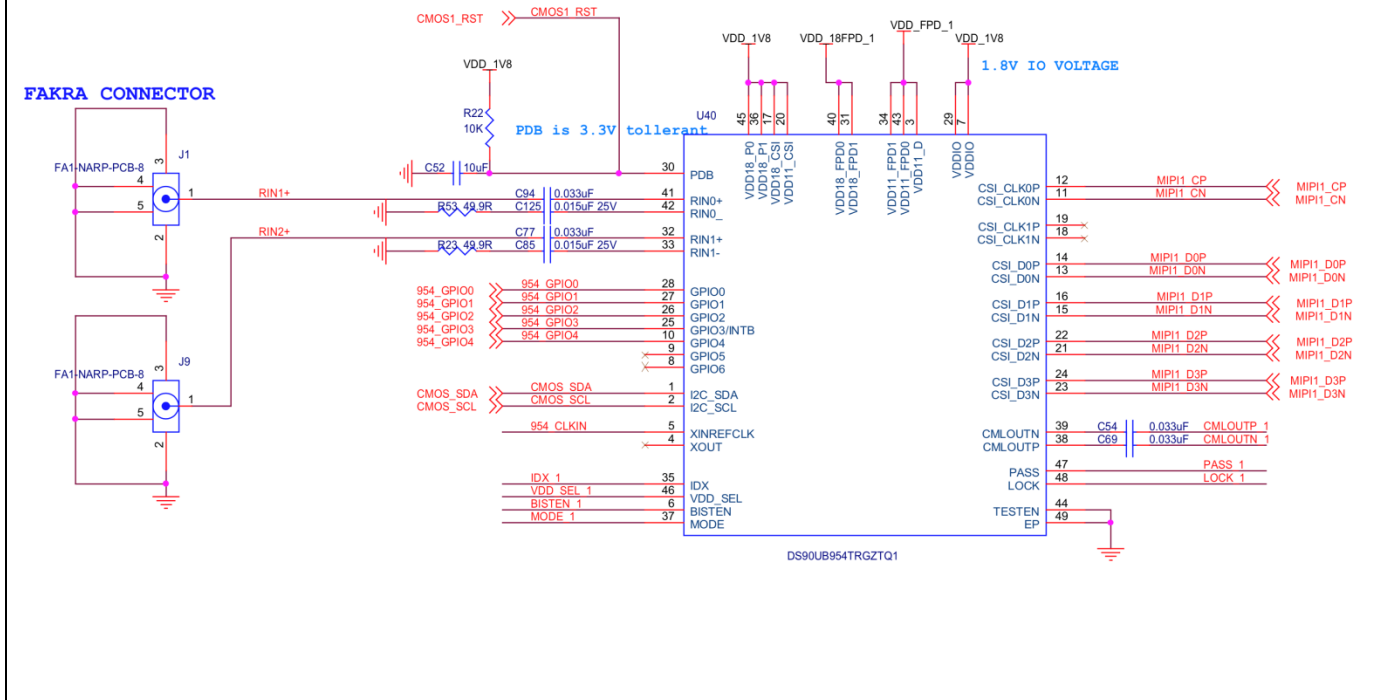 CMOS1_RST
CMOS1_RST
VDD_1V8
R22
10K
PDB is 3.3V tollerant
C52
10uF
FAKRA CONNECTOR
J1
FA1-NARP-PCB-8
3
4
5
1
2
RIN1+
R53 49.9R
C94 0.033uF
C125 0.015uF 25V
RIN2+
R23 49.9R
C77 0.033uF
C85 0.015uF 25V
J9
FA1-NARP-PCB-8
3
4
5
1
2
954_GPIO0 954_GPIO0
954_GPIO1 954_GPIO1
954_GPIO2 954_GPIO2
954_GPIO3 954_GPIO3
954_GPIO4 954_GPIO4
CMOS_SDA CMOS_SDA
CMOS_SCL CMOS_SCL
954_CLKIN
IDX_1
VDD_SEL_1
BISTEN_1
MODE_1
U40
30 PDB
41 RIN0+
42 RIN0_
32 RIN1+
33 RIN1-
28 GPIO0
27 GPIO1
26 GPIO2
25 GPIO3/INTB
10 GPIO4
9 GPIO5
8 GPIO6
1 I2C_SDA
2 I2C_SCL
5 XINREFCLK
4 XOUT
35 IDX
46 VDD_SEL
6 BISTEN
37 MODE
VDD_1V8
VDD_18FPD_1
VDD_FPD_1
VDD_1V8
1.8V IO VOLTAGE
45 VDD18_P0
36 VDD18_P1
17 VDD18_CSI
20 VDD11_CSI
40 VDD18_FPD0
31 VDD18_FPD1
34 VDD11_FPD1
43 VDD11_FPD0
3 VDD11_D
29 VDDIO
7 VDDIO
CSI_CLK0P 12 MIPI1_CP MIPI1_CP
CSI_CLK0N 11 MIPI1_CN MIPI1_CN
CSI_CLK1P 19
CSI_CLK1N 18
CSI_D0P 14 MIPI1_D0P MIPI1_D0P
CSI_D0N 13 MIPI1_D0N MIPI1_D0N
CSI_D1P 16 MIPI1_D1P MIPI1_D1P
CSI_D1N 15 MIPI1_D1N MIPI1_D1N
CSI_D2P 22 MIPI1_D2P MIPI1_D2P
CSI_D2N 21 MIPI1_D2N MIPI1_D2N
CSI_D3P 24 MIPI1_D3P MIPI1_D3P
CSI_D3N 23 MIPI1_D3N MIPI1_D3N
CMLOUTN 39 C54 0.033uF CMLOUTP_1
CMLOUTP 38 C69 0.033uF CMLOUTN_1
PASS 47 PASS_1
LOCK 48 LOCK_1
TESTEN 44
EP 49
DS90UB954TRGZTQ1